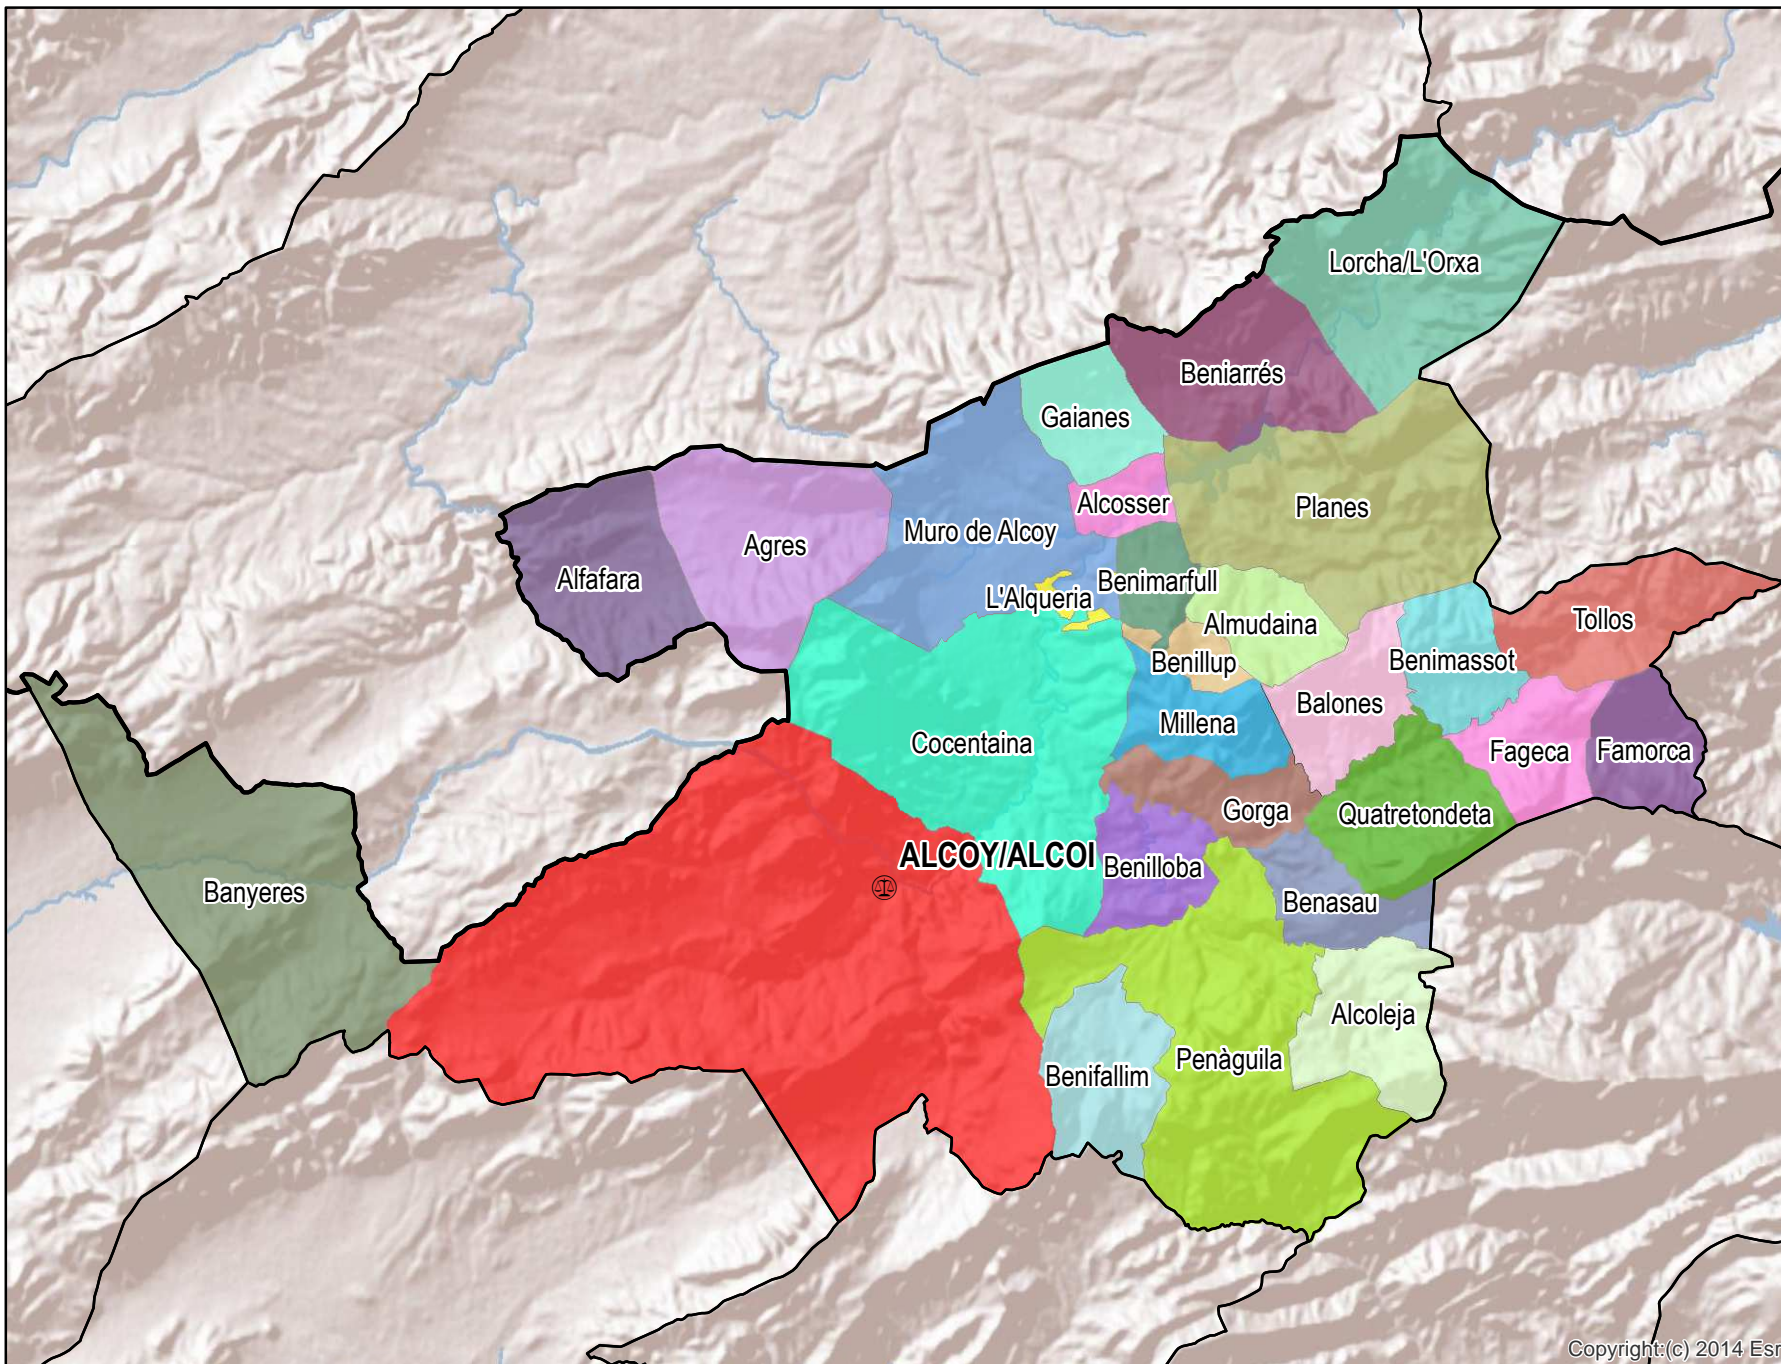 Lorcha/L'Orxa
Beniarrés
Gaianes
Alcosser
Planes
Muro de Alcoy
Agres
Alfafara
Benimarfull
L'Alqueria
Almudaina
Tollos
Benillup
Benimassot
Balones
Millena
Cocentaina
Fageca
Famorca
Gorga
Quatretondeta
ALCOY/ALCOI
Benilloba
Banyeres
Benasau
Alcoleja
Penàguila
Benifallim
Copyright:(c) 2014 Esr